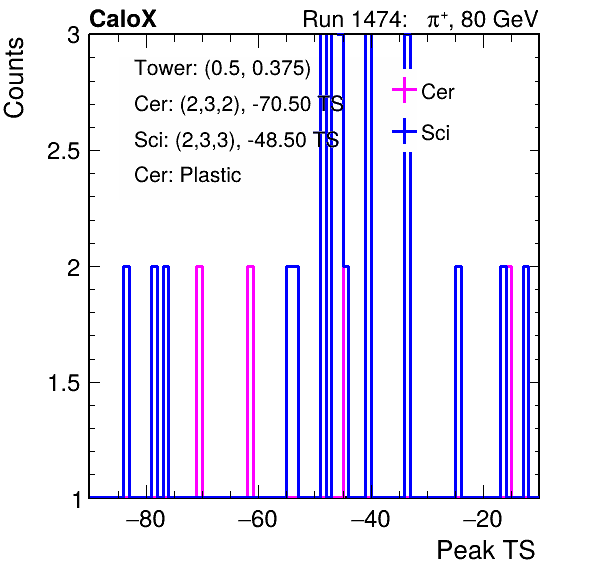 CaloX Run 1474: π⁺, 80 GeV
Counts
3
2.5
2
1.5
1
Tower: (0.5, 0.375)
Cer: (2,3,2), -70.50 TS
Sci: (2,3,3), -48.50 TS
Cer: Plastic
Cer
Sci
−80 −60 −40 −20
Peak TS